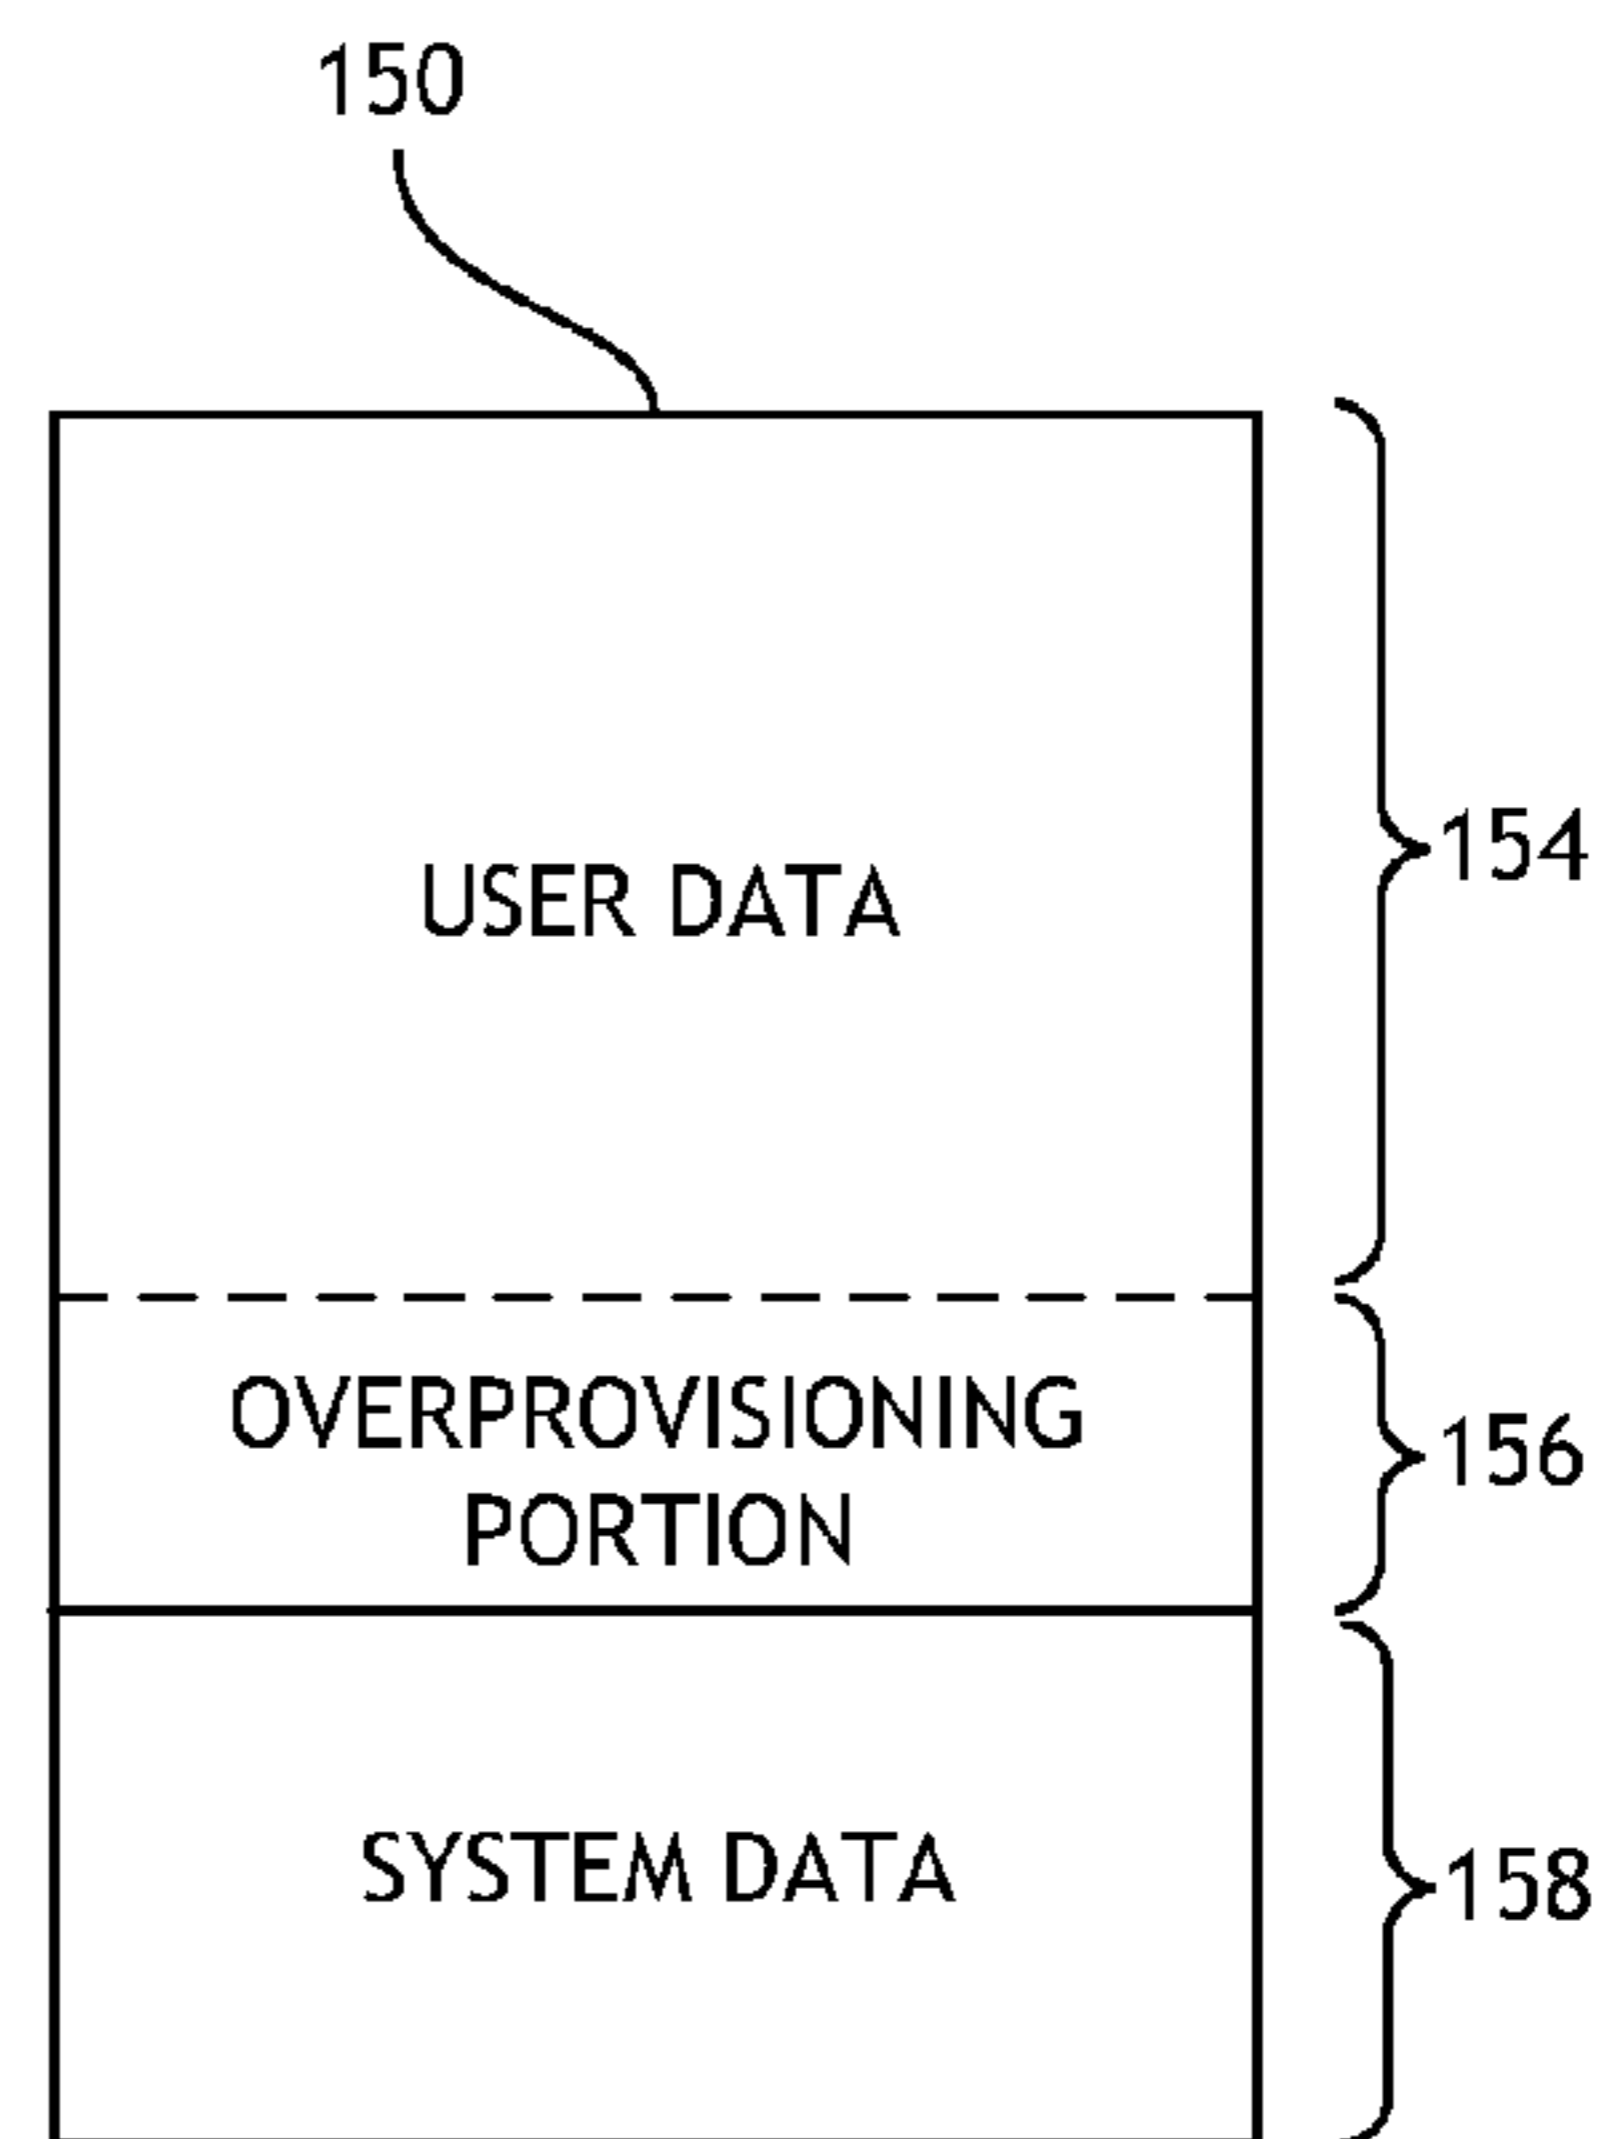 150
USER DATA
154
OVERPROVISIONING
PORTION
156
SYSTEM DATA
158